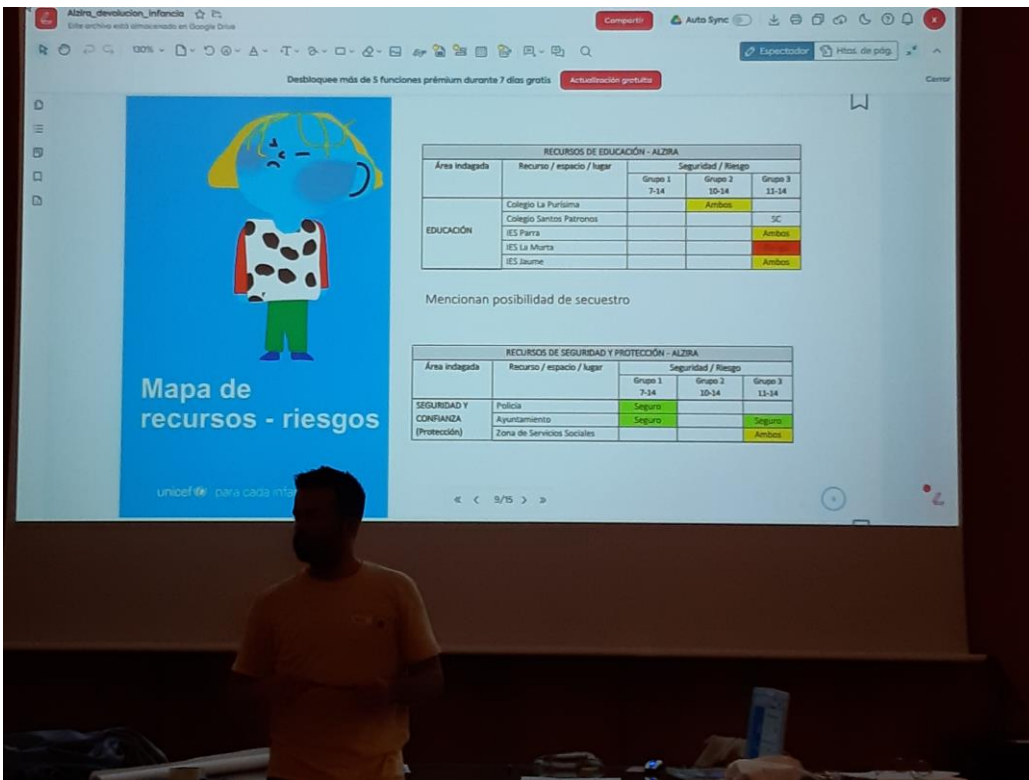 Alzira_devolucion_infancia
Este archivo está almacenado en Google Drive
Compartir
Auto Sync
130%
Espectador
Htas. de pág.
Desbloquee más de 5 funciones prémium durante 7 días gratis
Actualización gratuita
Cerrar
RECURSOS DE EDUCACIÓN - ALZIRA
Área indagada Recurso / espacio / lugar Seguridad / Riesgo
Grupo 1 Grupo 2 Grupo 3
7-14 10-14 11-14
EDUCACIÓN
Colegio La Purísima Ambos
Colegio Santos Patronos SC
IES Parra Ambos
IES La Murta
IES Jaume Ambos
Mencionan posibilidad de secuestro
RECURSOS DE SEGURIDAD Y PROTECCIÓN - ALZIRA
Área indagada Recurso / espacio / lugar Seguridad / Riesgo
Grupo 1 Grupo 2 Grupo 3
7-14 10-14 11-14
SEGURIDAD Y CONFIANZA (Protección)
Policía Seguro
Ayuntamiento Seguro Seguro
Zona de Servicios Sociales Ambos
Mapa de
recursos - riesgos
unicef para cada
9/15